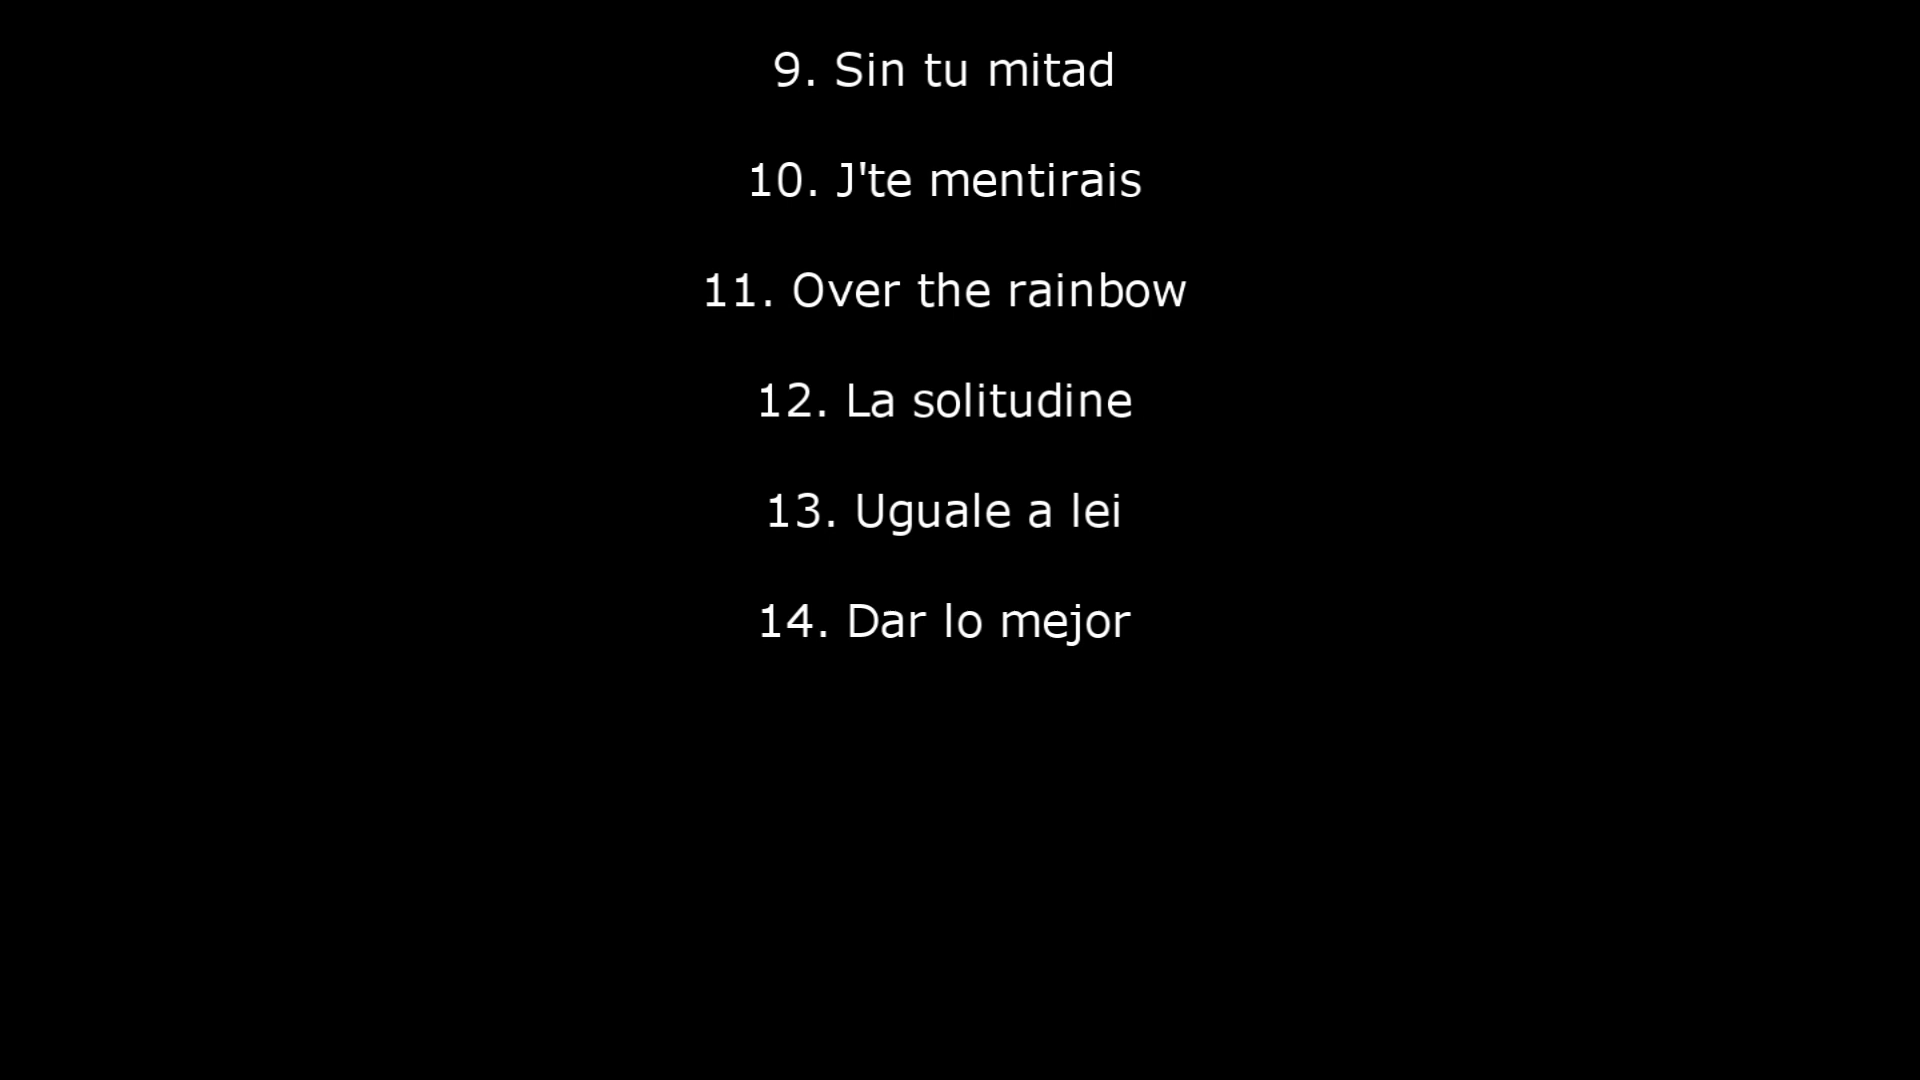 9. Sin tu mitad
10. J'te mentirais
11. Over the rainbow
12. La solitudine
13. Uguale a lei
14. Dar lo mejor